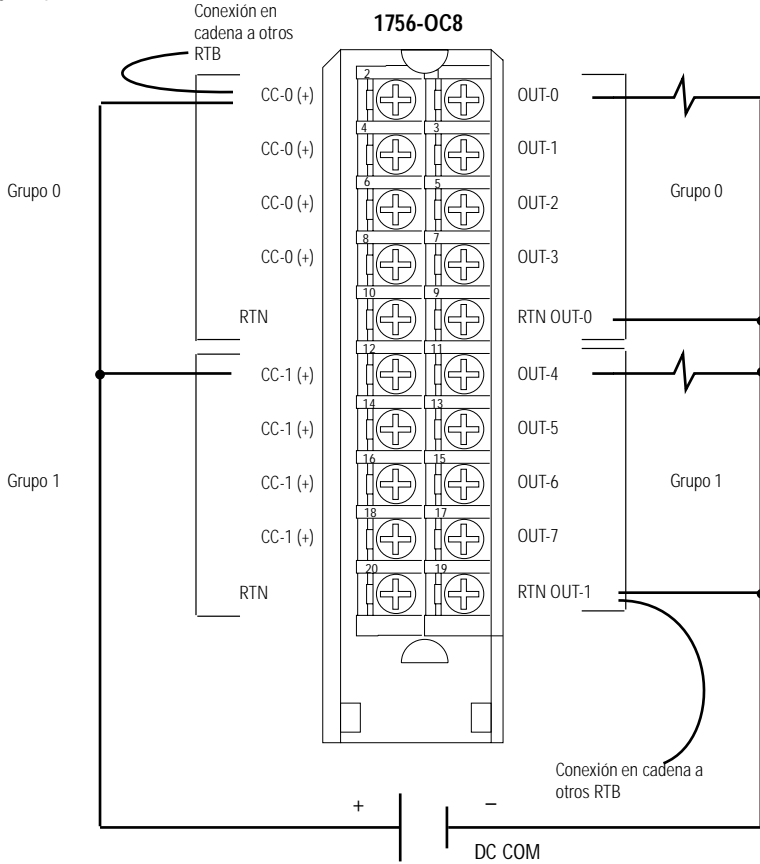 Conexión en
cadena a otros
RTB
1756-OC8
2 1
CC-0 (+) OUT-0
4 3
CC-0 (+) OUT-1
6 5
Grupo 0 CC-0 (+) OUT-2 Grupo 0
8 7
CC-0 (+) OUT-3
10 9
RTN RTN OUT-0
12 11
CC-1 (+) OUT-4
14 13
CC-1 (+) OUT-5
16 15
Grupo 1 CC-1 (+) OUT-6 Grupo 1
18 17
CC-1 (+) OUT-7
20 19
RTN RTN OUT-1
Conexión en cadena a
otros RTB
+ –
DC COM